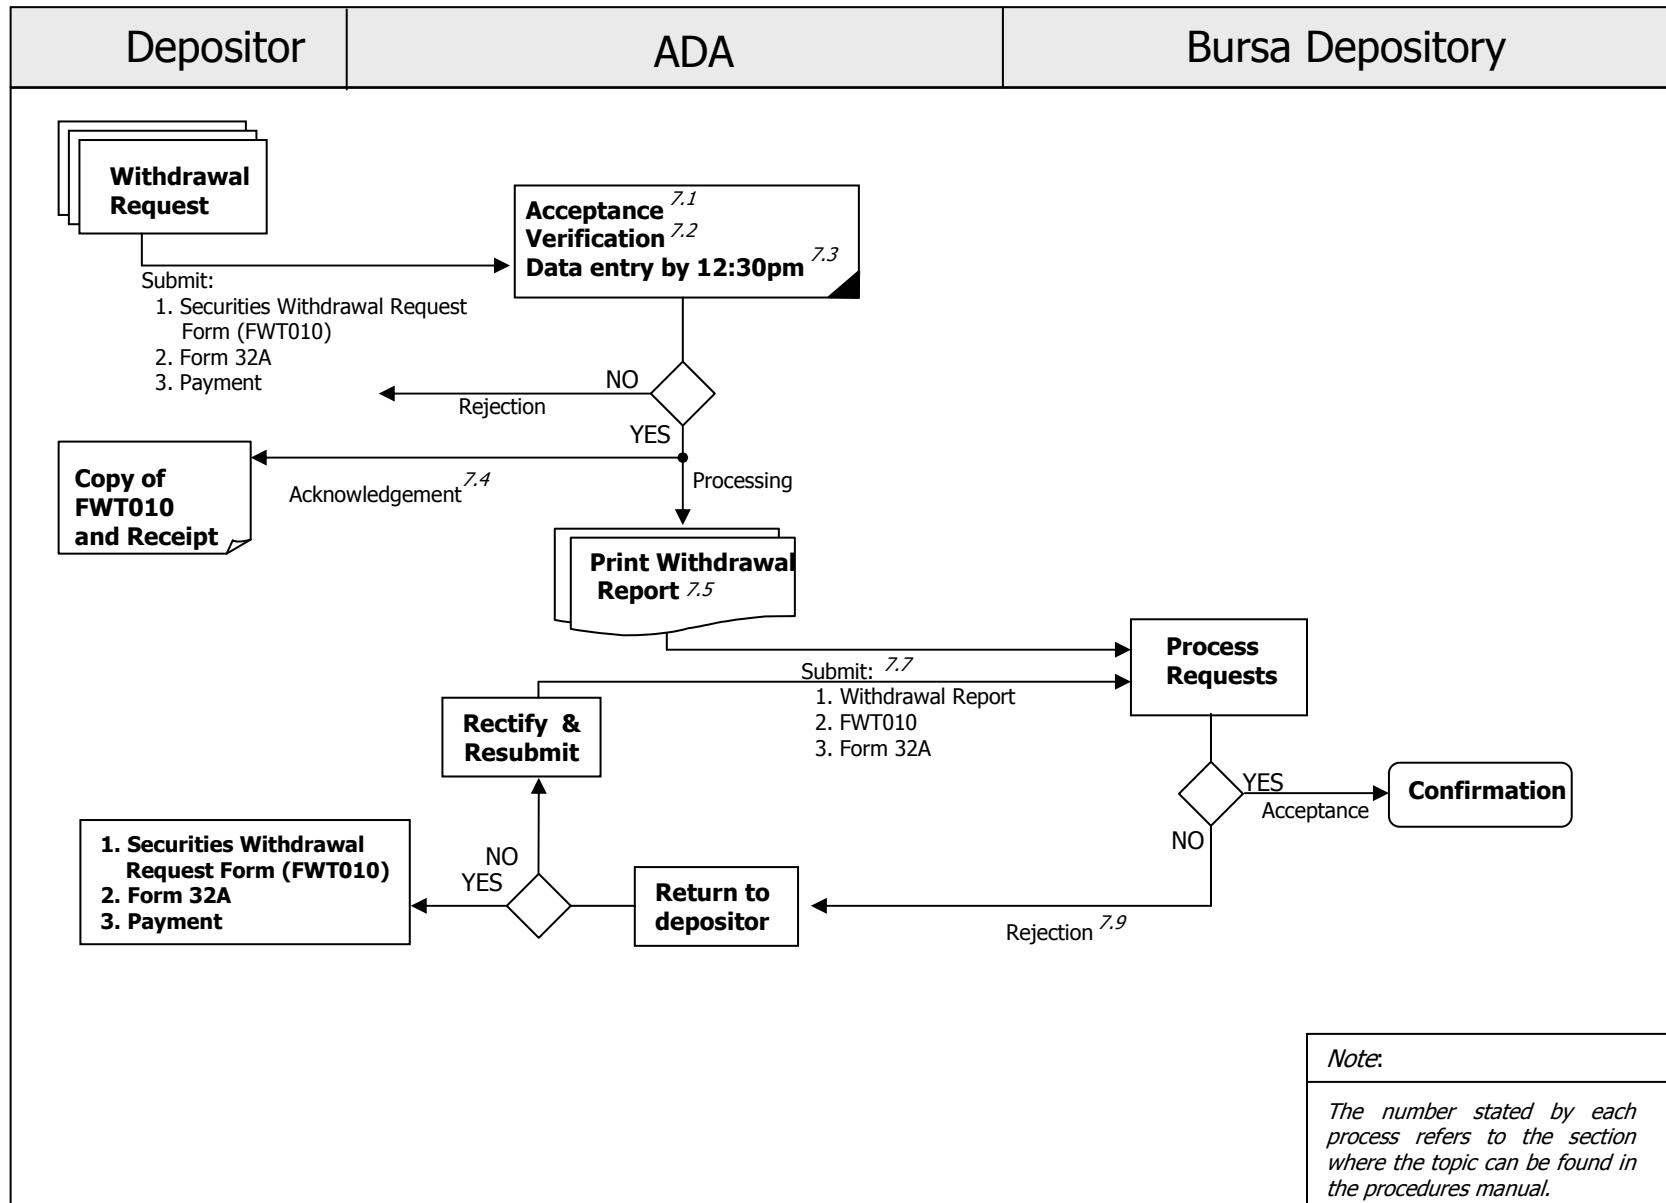 Depositor
ADA
Bursa Depository
Withdrawal
Request
Acceptance 7.1
Verification 7.2
Data entry by 12:30pm 7.3
Submit:
1. Securities Withdrawal Request
Form (FWT010)
2. Form 32A
3. Payment
NO
Rejection
YES
Copy of
FWT010
and Receipt
Acknowledgement 7.4
Processing
Print Withdrawal
Report 7.5
Process
Requests
Submit: 7.7
1. Withdrawal Report
2. FWT010
3. Form 32A
Rectify &
Resubmit
YES
Acceptance
Confirmation
NO
1. Securities Withdrawal
Request Form (FWT010)
2. Form 32A
3. Payment
NO
YES
Return to
depositor
Rejection 7.9
Note:
The number stated by each
process refers to the section
where the topic can be found in
the procedures manual.